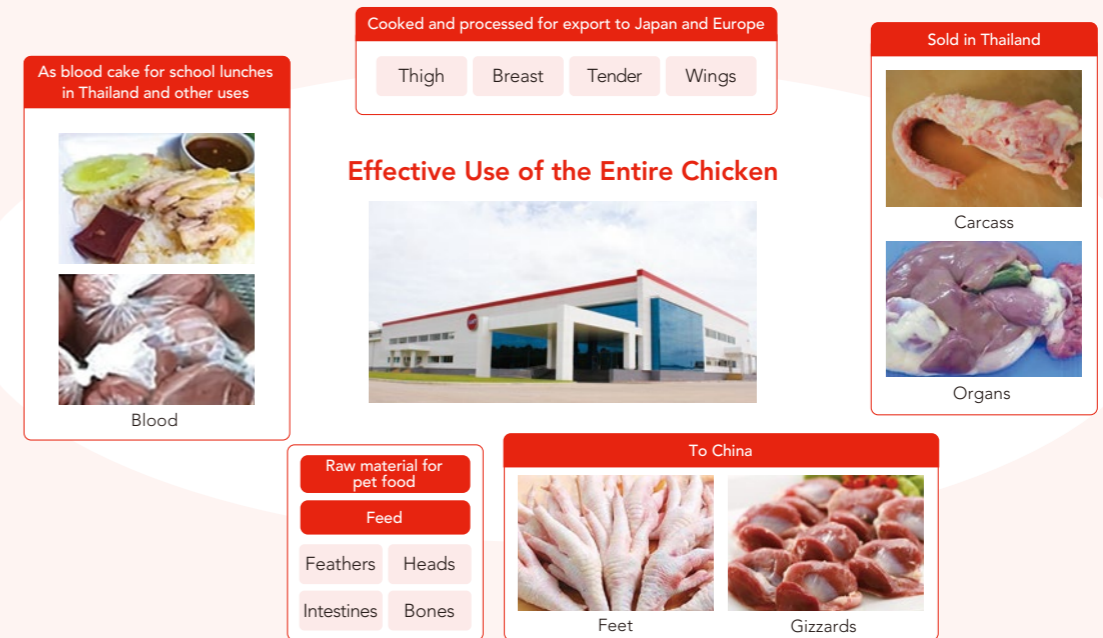 Cooked and processed for export to Japan and Europe
Thigh
Breast
Tender
Wings
As blood cake for school lunches
in Thailand and other uses
Blood
Sold in Thailand
Carcass
Organs
Effective Use of the Entire Chicken
Raw material for
pet food
Feed
Feathers
Heads
Intestines
Bones
To China
Feet
Gizzards